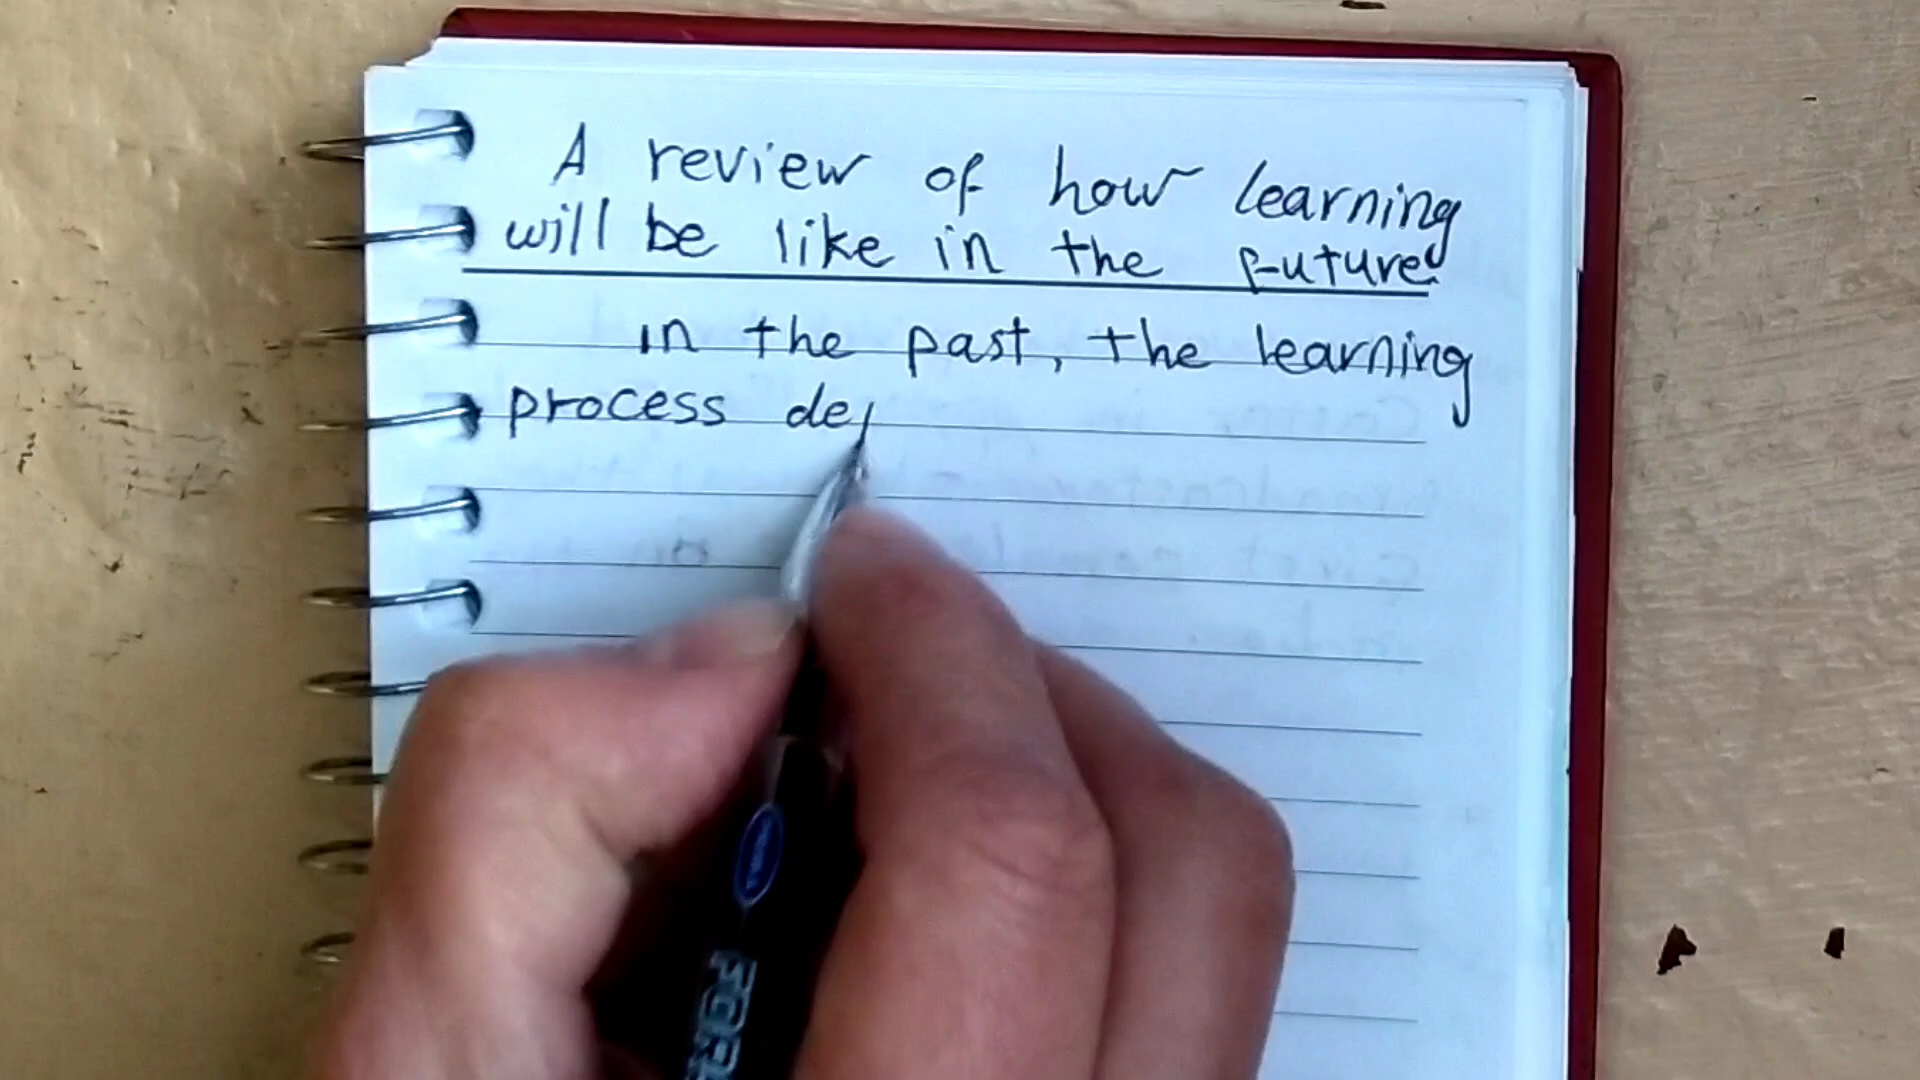 A review of how learning
will be like in the future
in the past, the learning
process de